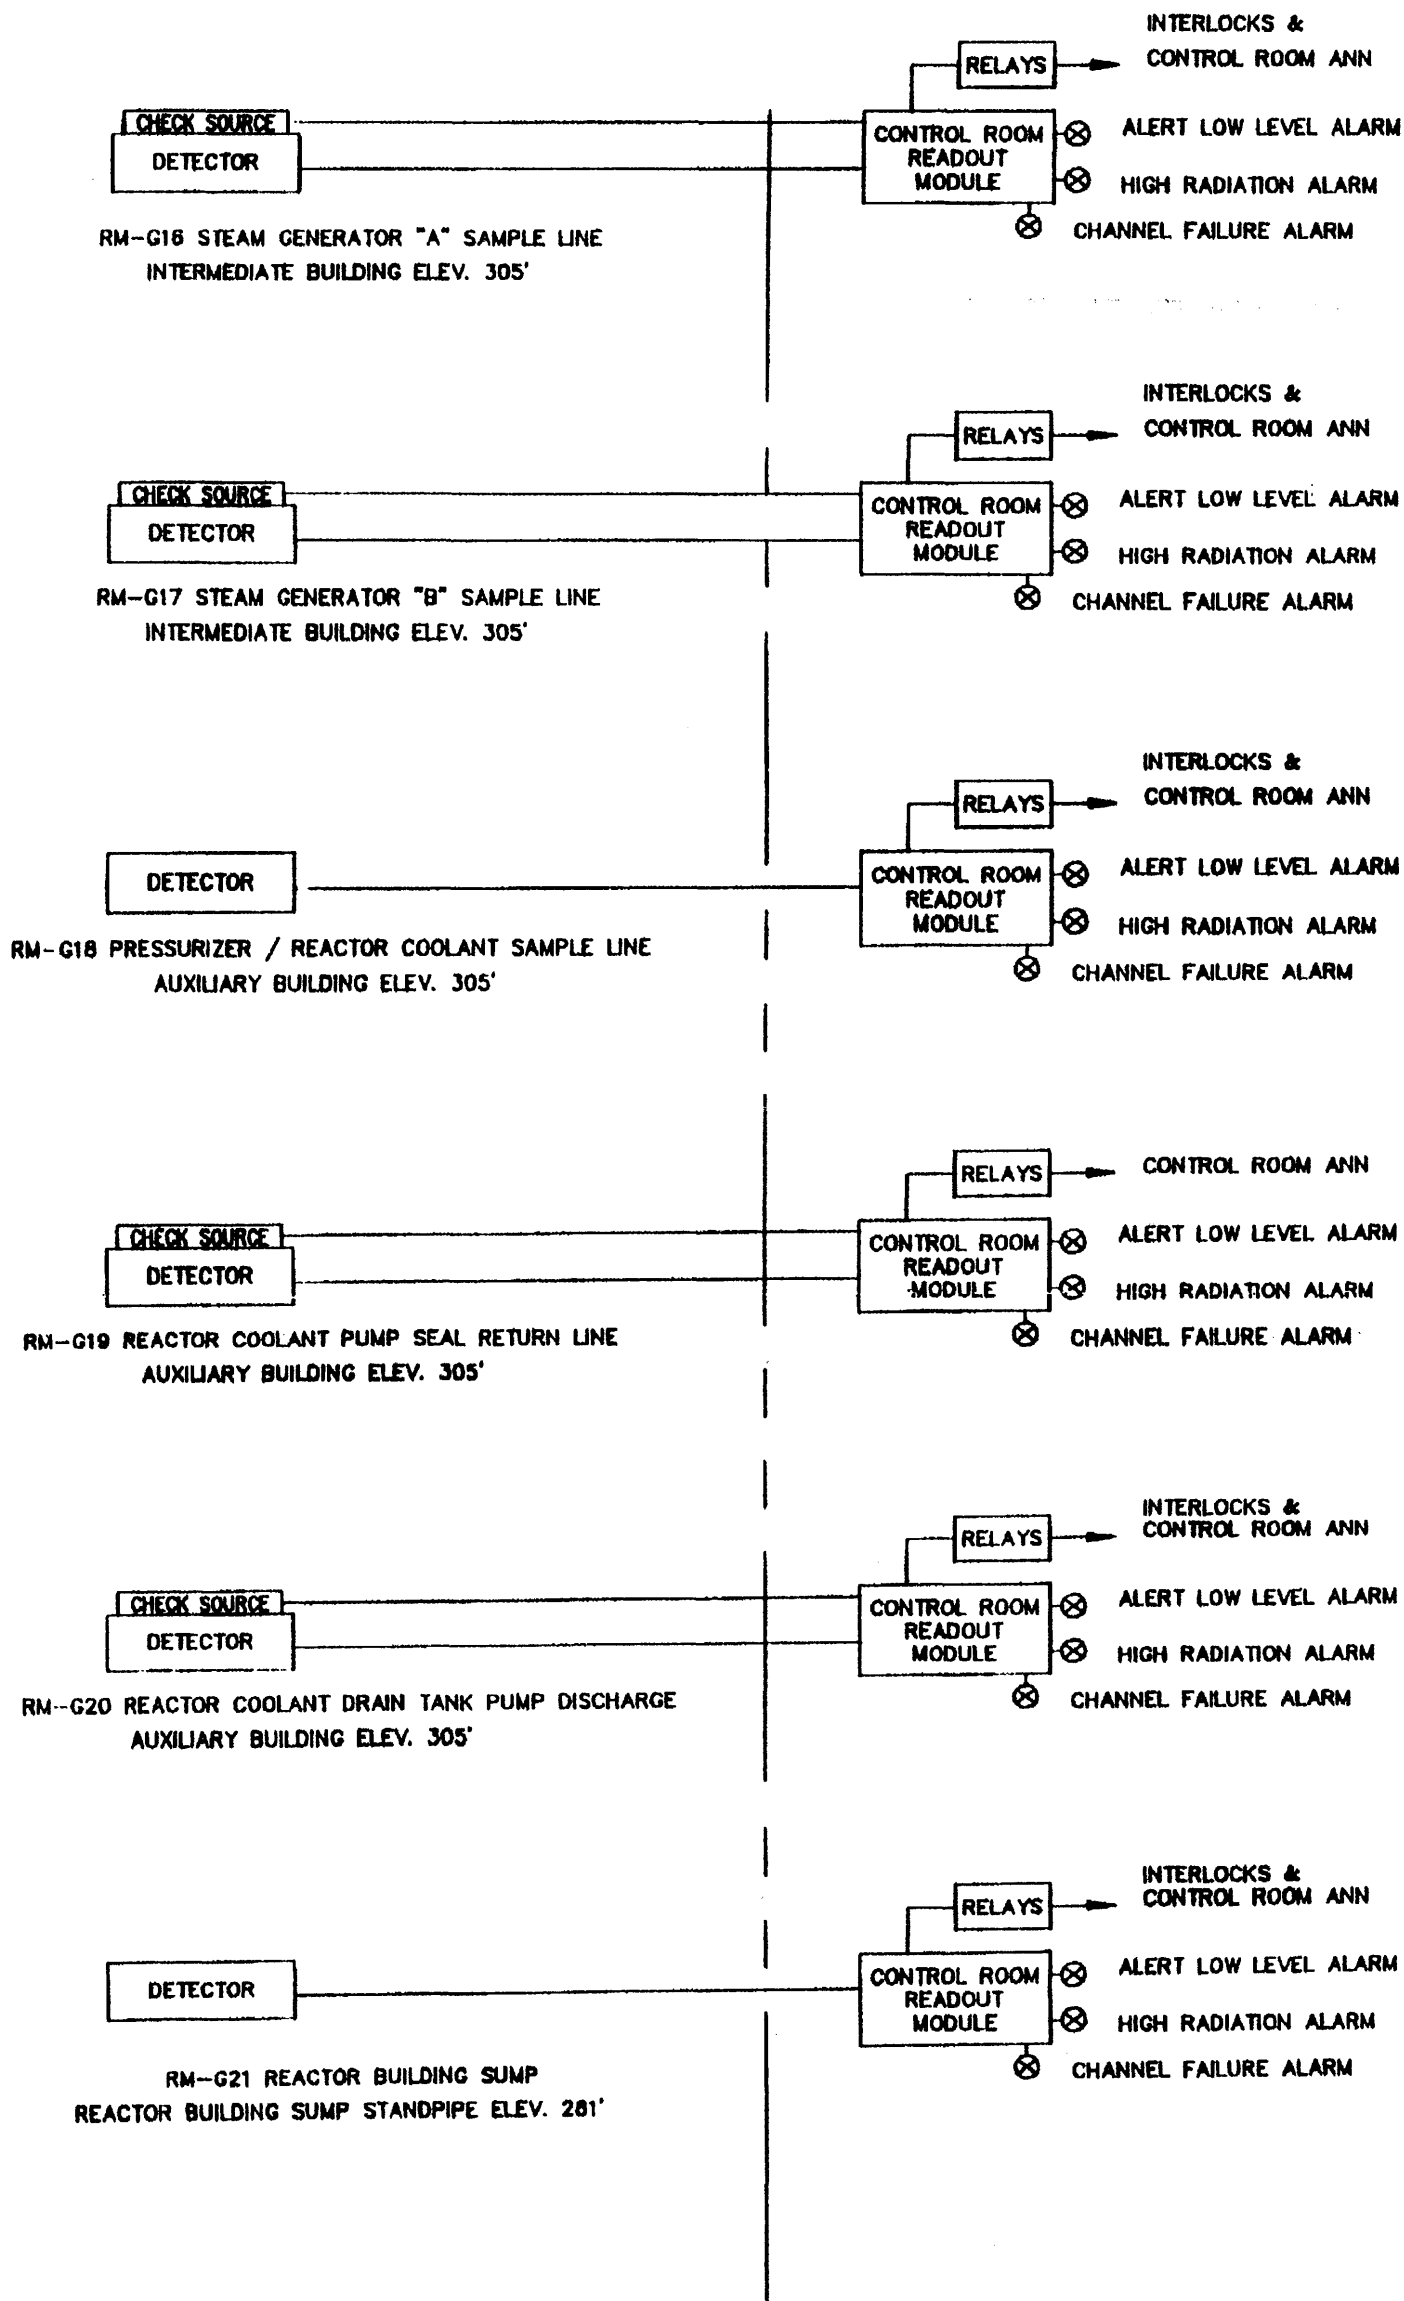 INTERLOCKS &
CONTROL ROOM ANN
RELAYS
CHECK SOURCE
DETECTOR
CONTROL ROOM
READOUT
MODULE
ALERT LOW LEVEL ALARM
HIGH RADIATION ALARM
CHANNEL FAILURE ALARM
RM-G16 STEAM GENERATOR "A" SAMPLE LINE
INTERMEDIATE BUILDING ELEV. 305'
INTERLOCKS &
CONTROL ROOM ANN
RELAYS
CHECK SOURCE
DETECTOR
CONTROL ROOM
READOUT
MODULE
ALERT LOW LEVEL ALARM
HIGH RADIATION ALARM
CHANNEL FAILURE ALARM
RM-G17 STEAM GENERATOR "B" SAMPLE LINE
INTERMEDIATE BUILDING ELEV. 305'
INTERLOCKS &
CONTROL ROOM ANN
RELAYS
DETECTOR
CONTROL ROOM
READOUT
MODULE
ALERT LOW LEVEL ALARM
HIGH RADIATION ALARM
CHANNEL FAILURE ALARM
RM-G18 PRESSURIZER / REACTOR COOLANT SAMPLE LINE
AUXILIARY BUILDING ELEV. 305'
CONTROL ROOM ANN
RELAYS
CHECK SOURCE
DETECTOR
CONTROL ROOM
READOUT
MODULE
ALERT LOW LEVEL ALARM
HIGH RADIATION ALARM
CHANNEL FAILURE ALARM
RM-G19 REACTOR COOLANT PUMP SEAL RETURN LINE
AUXILIARY BUILDING ELEV. 305'
INTERLOCKS &
CONTROL ROOM ANN
RELAYS
CHECK SOURCE
DETECTOR
CONTROL ROOM
READOUT
MODULE
ALERT LOW LEVEL ALARM
HIGH RADIATION ALARM
CHANNEL FAILURE ALARM
RM-G20 REACTOR COOLANT DRAIN TANK PUMP DISCHARGE
AUXILIARY BUILDING ELEV. 305'
INTERLOCKS &
CONTROL ROOM ANN
RELAYS
DETECTOR
CONTROL ROOM
READOUT
MODULE
ALERT LOW LEVEL ALARM
HIGH RADIATION ALARM
CHANNEL FAILURE ALARM
RM-G21 REACTOR BUILDING SUMP
REACTOR BUILDING SUMP STANDPIPE ELEV. 281'